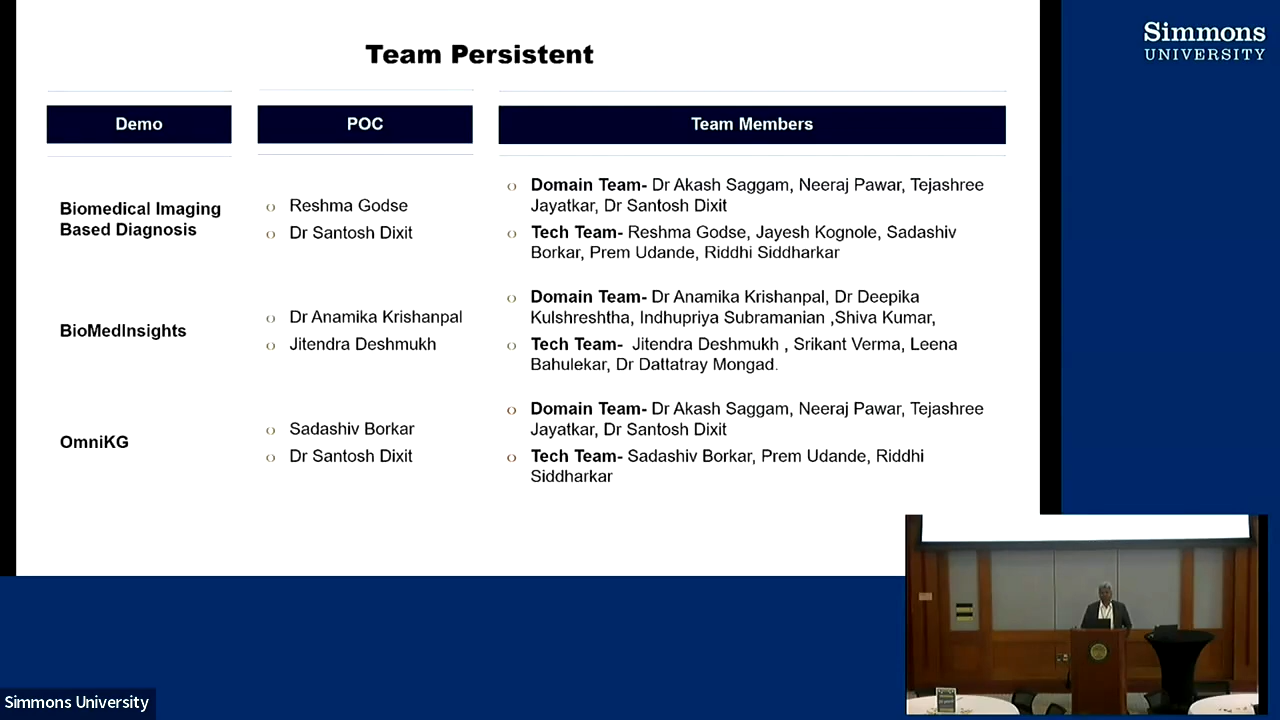 Simmons
UNIVERSITY
Team Persistent
Demo
POC
Team Members
Biomedical Imaging
Based Diagnosis
Reshma Godse
Dr Santosh Dixit
Domain Team- Dr Akash Saggam, Neeraj Pawar, Tejashree
Jayatkar, Dr Santosh Dixit
Tech Team- Reshma Godse, Jayesh Kognole, Sadashiv
Borkar, Prem Udande, Riddhi Siddharkar
BioMedInsights
Dr Anamika Krishanpal
Jitendra Deshmukh
Domain Team- Dr Anamika Krishanpal, Dr Deepika
Kulshreshtha, Indhupriya Subramanian ,Shiva Kumar,
Tech Team- Jitendra Deshmukh , Srikant Verma, Leena
Bahulekar, Dr Dattatray Mongad.
OmniKG
Sadashiv Borkar
Dr Santosh Dixit
Domain Team- Dr Akash Saggam, Neeraj Pawar, Tejashree
Jayatkar, Dr Santosh Dixit
Tech Team- Sadashiv Borkar, Prem Udande, Riddhi
Siddharkar
Simmons University